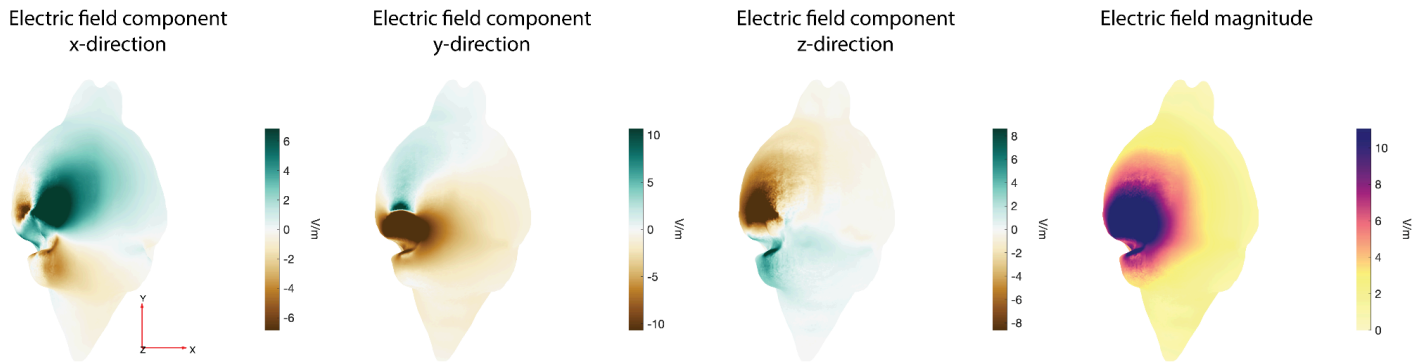 Electric field component
x-direction
Electric field component
y-direction
Electric field component
z-direction
Electric field magnitude
6
4
2
0
-2
-4
-6
V/m
10
5
0
-5
-10
V/m
8
6
4
2
0
-2
-4
-6
-8
V/m
10
8
6
4
2
0
V/m
Y
Z
X